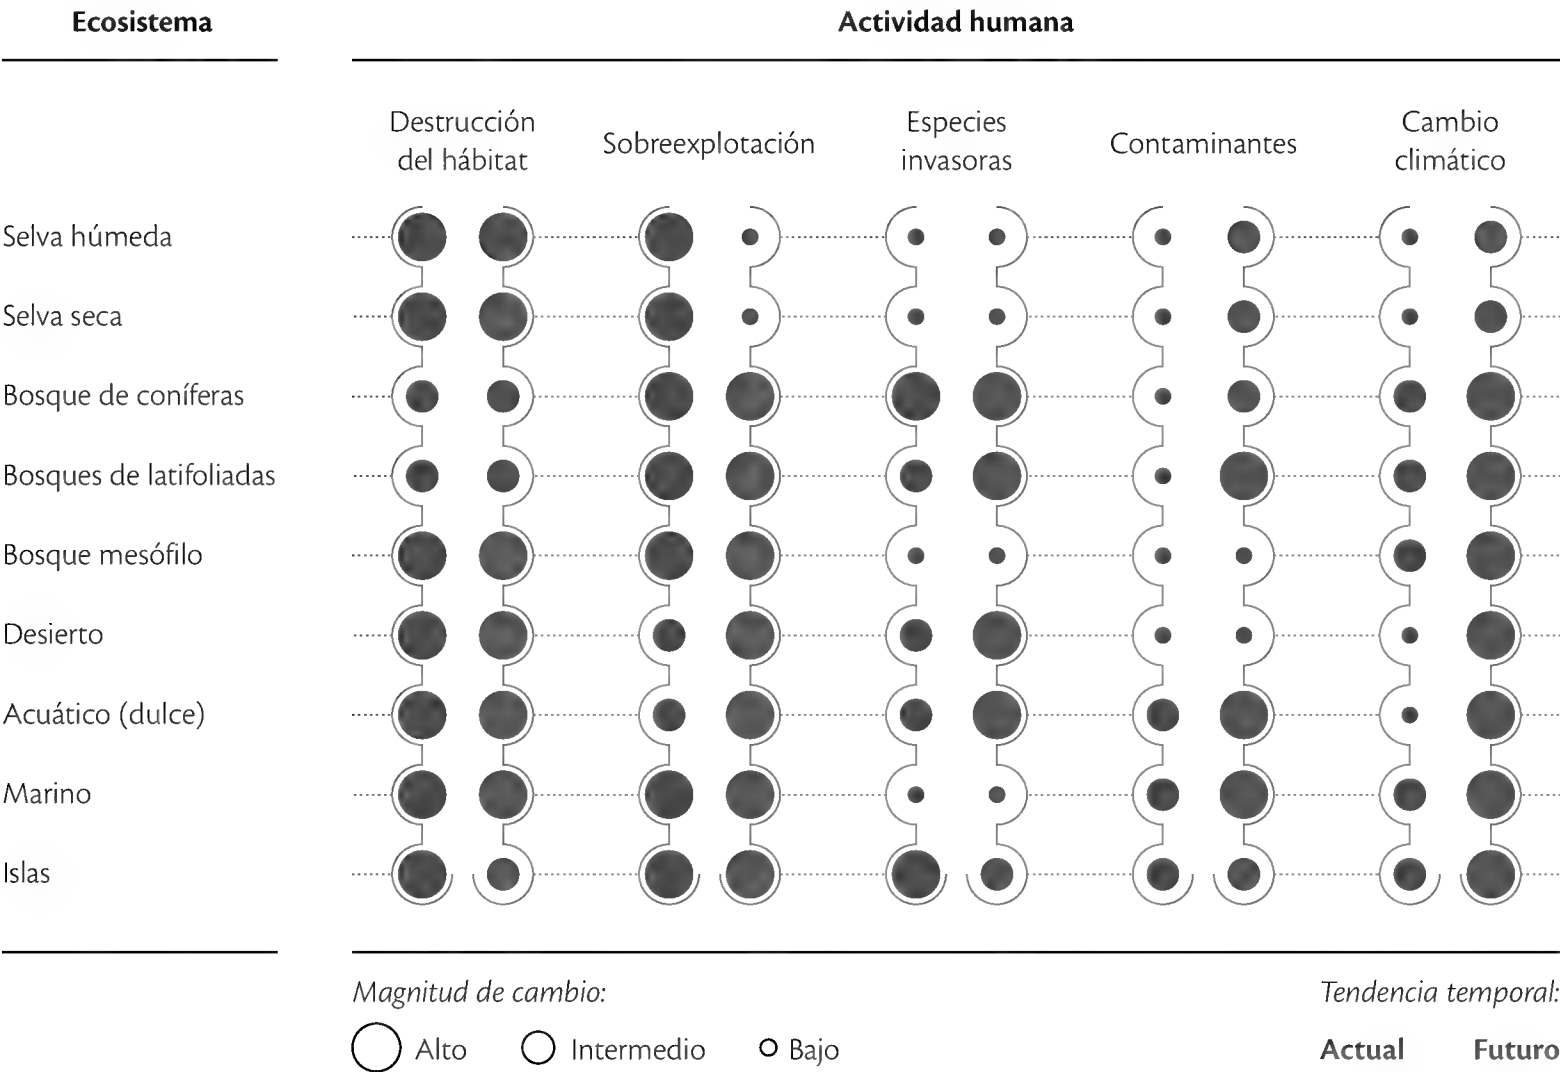 Ecosistema
Actividad humana
Destrucción
del hábitat
Sobreexplotación
Especies
invasoras
Contaminantes
Cambio
climático
Selva húmeda
Selva seca
Bosque de coníferas
Bosques de latifoliadas
Bosque mesófilo
Desierto
Acuático (dulce)
Marino
Islas
Magnitud de cambio:
Alto
Intermedio
Bajo
Tendencia temporal:
Actual
Futuro